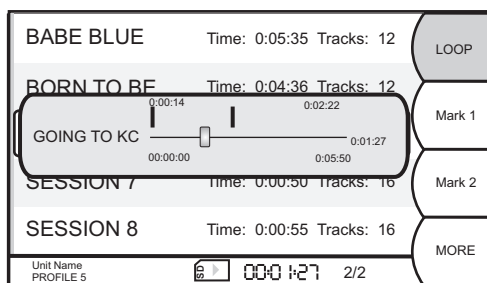 BABE BLUE Time: 0:05:35 Tracks: 12
LOOP
BORN TO BE Time: 0:04:36 Tracks: 12
0:00:14 0:02:22
Mark 1
GOING TO KC 0:01:27
00:00:00 0:05:50
SESSION 7 Time: 0:00:50 Tracks: 16
Mark 2
SESSION 8 Time: 0:00:55 Tracks: 16
MORE
Unit Name
PROFILE 5 SD 000:01:27 2/2